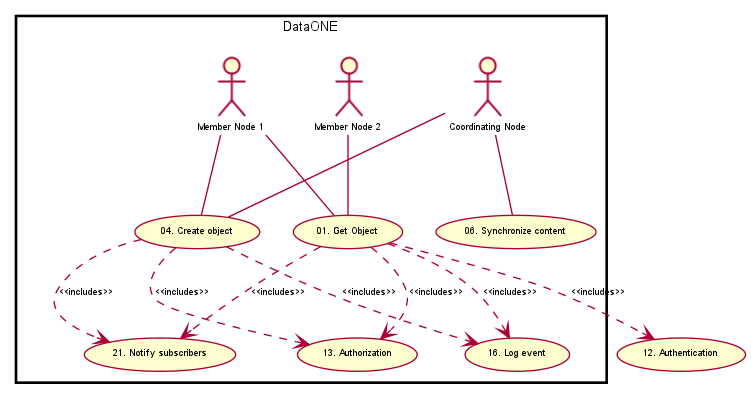 DataONE
Member Node 1
Member Node 2
Coordinating Node
04. Create object
01. Get Object
06. Synchronize content
<<includes>>
<<includes>>
<<includes>>
<<includes>>
<<includes>>
<<includes>>
<<includes>>
21. Notify subscribers
13. Authorization
16. Log event
12. Authentication